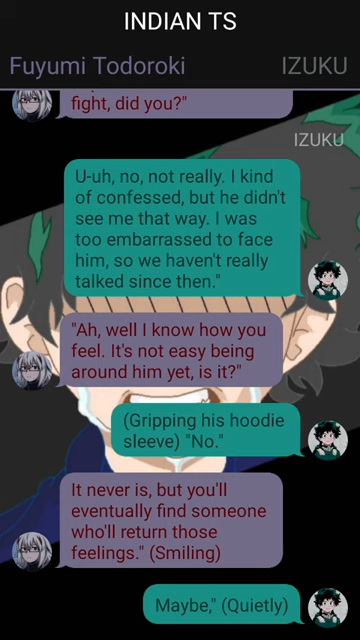 INDIAN TS
Fuyumi Todoroki
IZUKU
fight, did you?"
IZUKU
U-uh, no, not really. I kind
of confessed, but he didn't
see me that way. I was
too embarrassed to face
him, so we haven't really
talked since then."
"Ah, well I know how you
feel. It's not easy being
around him yet, is it?"
(Gripping his hoodie
sleeve) "No."
It never is, but you'll
eventually find someone
who'll return those
feelings." (Smiling)
Maybe," (Quietly)